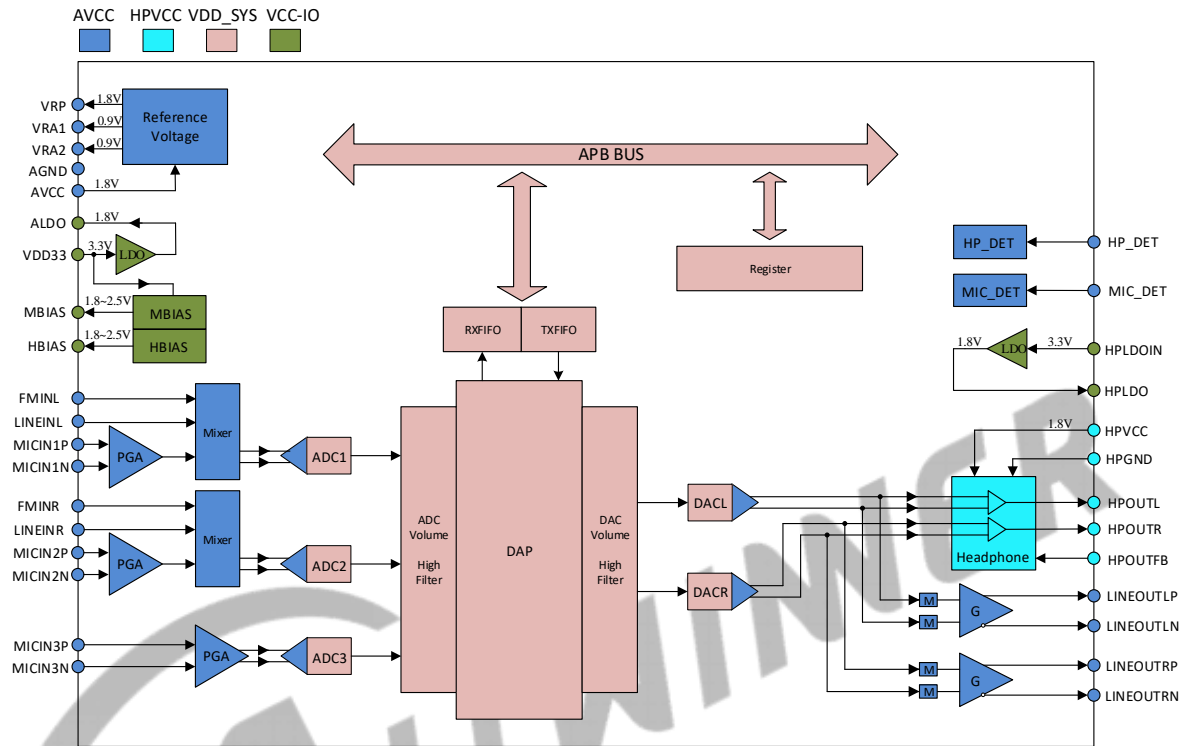 AVCC HPVCC VDD_SYS VCC-IO
VRP
1.8V
VRA1
0.9V
VRA2
0.9V
AGND
AVCC
1.8V
Reference
Voltage
ALDO
1.8V
VDD33
3.3V
LDO
MBIAS
1.8~2.5V
MBIAS
HBIAS
1.8~2.5V
HBIAS
FMINL
LINEINL
MICIN1P
MICIN1N
PGA
Mixer
ADC1
FMINR
LINEINR
MICIN2P
MICIN2N
PGA
Mixer
ADC2
MICIN3P
MICIN3N
PGA
ADC3
APB BUS
Register
RXFIFO
TXFIFO
ADC
Volume
High
Filter
DAP
DAC
Volume
High
Filter
DACL
DACR
HP_DET
HP_DET
MIC_DET
MIC_DET
1.8V
LDO
3.3V
HPLDOIN
HPLDO
1.8V
HPVCC
HPGND
HPOUTL
HPOUTR
Headphone
HPOUTFB
M
M
G
LINEOUTLP
LINEOUTLN
M
M
G
LINEOUTRP
LINEOUTRN
ALLWINNER